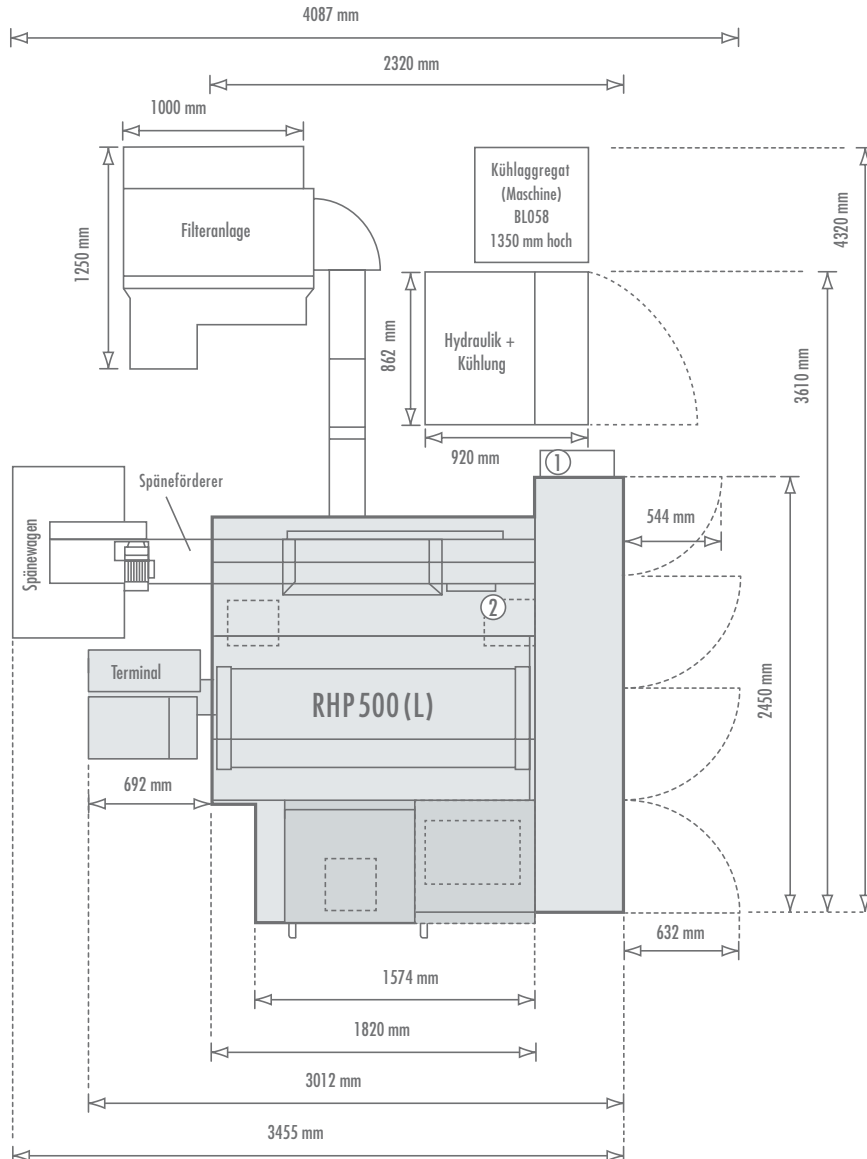 4087 mm
2320 mm
1000 mm
1250 mm
Filteranlage
Kühlaggregat
(Maschine)
BL058
1350 mm hoch
4320 mm
3610 mm
862 mm
Hydraulik +
Kühlung
920 mm
1
Späneförderer
Spänewagen
544 mm
2
2450 mm
Terminal
RHP 500 (L)
692 mm
632 mm
1574 mm
1820 mm
3012 mm
3455 mm